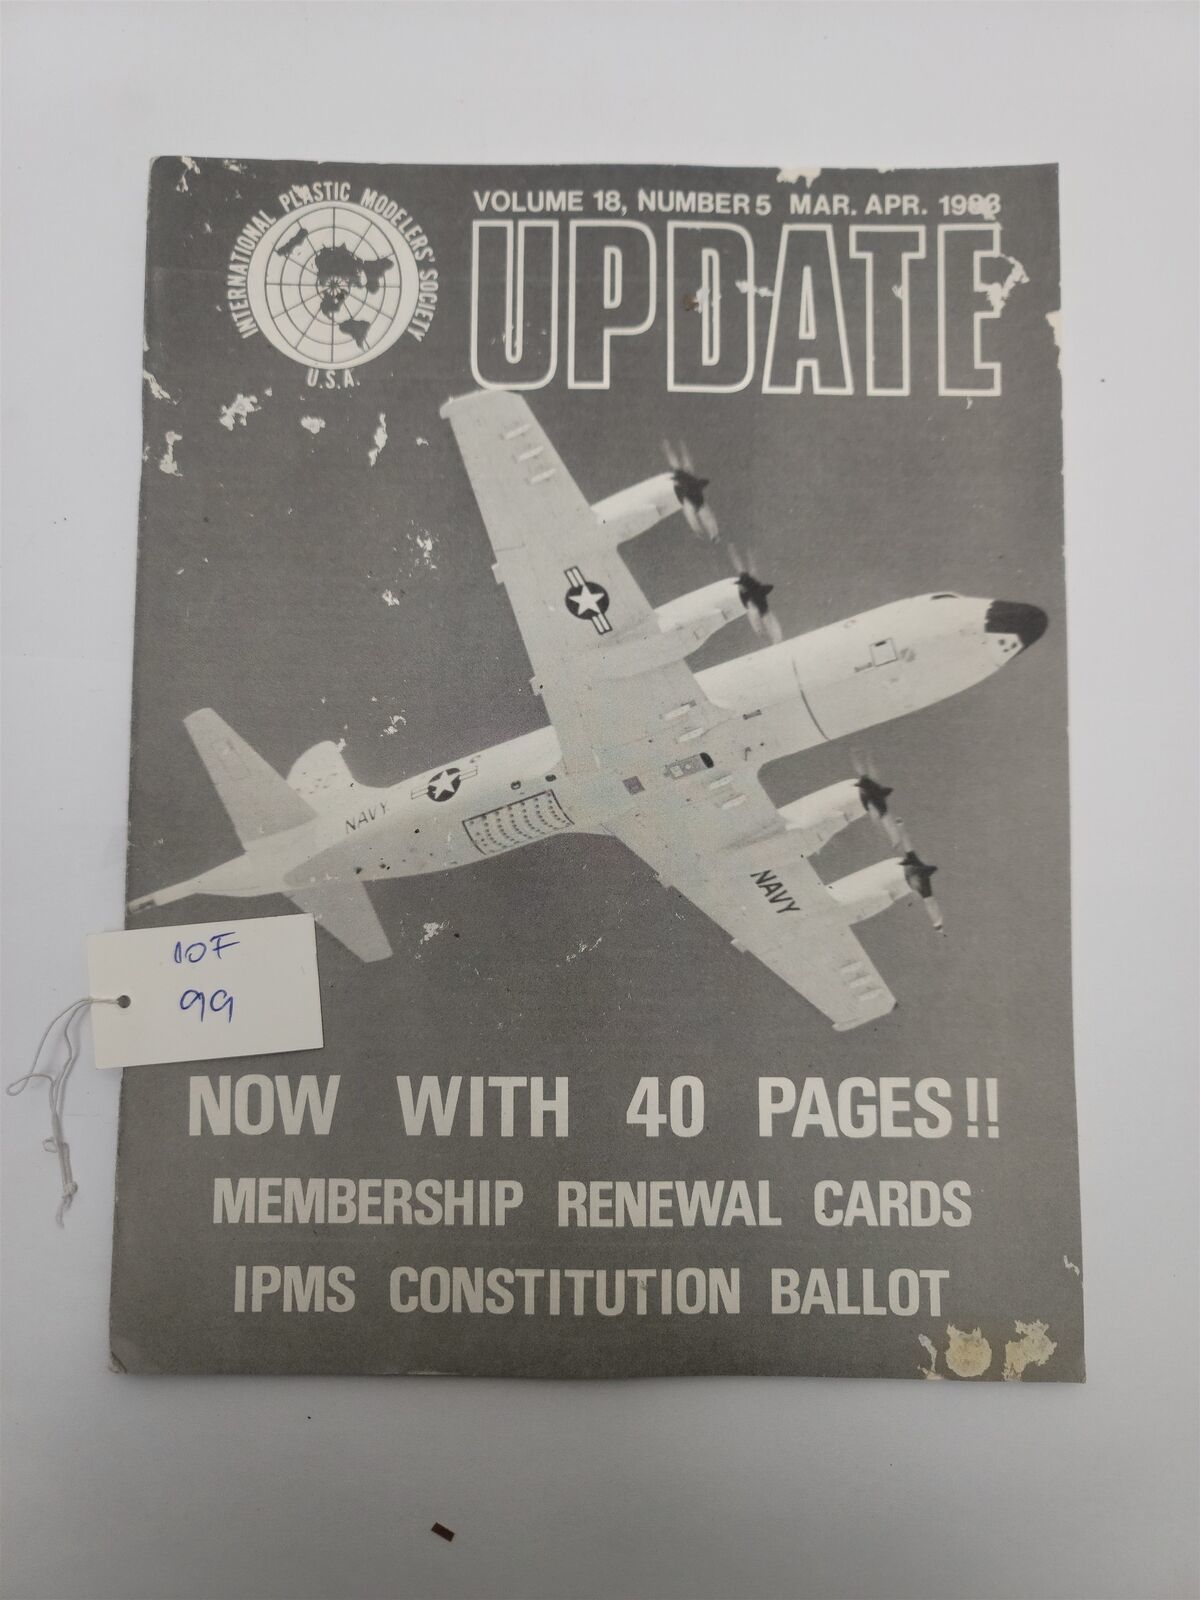 INTERNATIONAL PLASTIC MODELERS' SOCIETY
U.S.A.
VOLUME 18, NUMBER 5 MAR. APR. 1983
UPDATE
NAVY
NAVY
10F
99
NOW WITH 40 PAGES!!
MEMBERSHIP RENEWAL CARDS
IPMS CONSTITUTION BALLOT